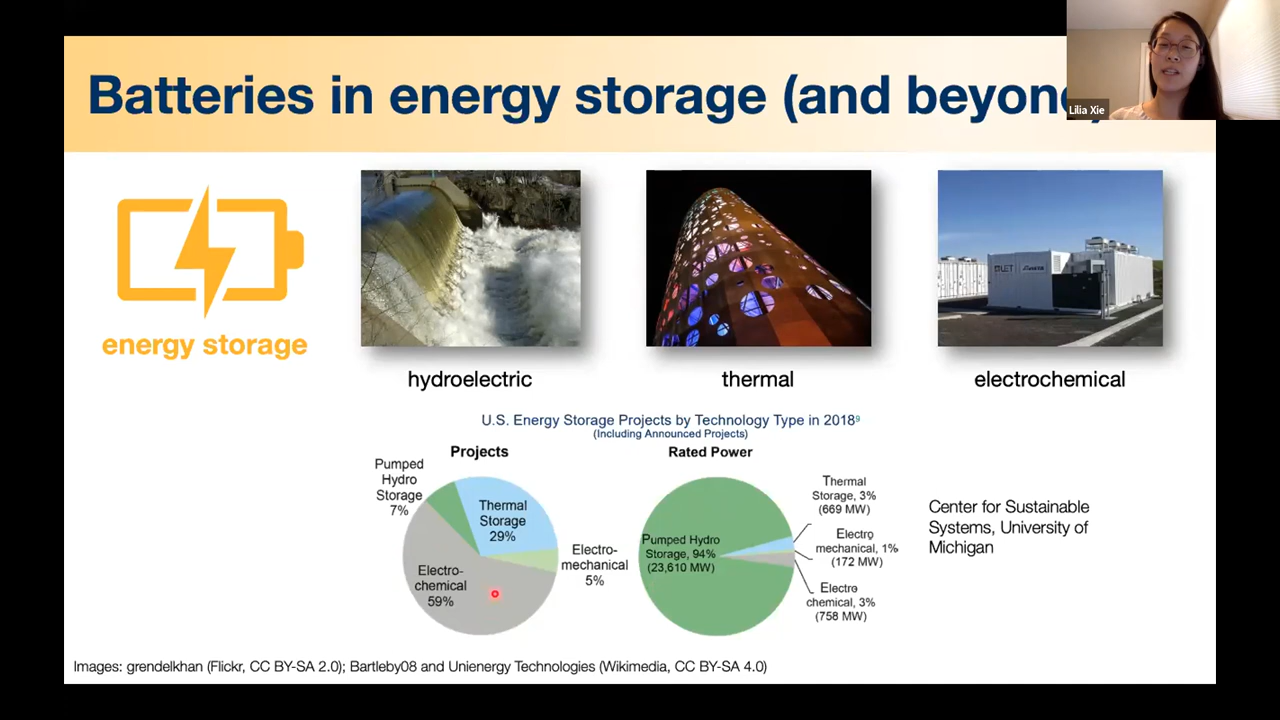 Batteries in energy storage (and beyond)
Lilia Xie
energy storage
hydroelectric
thermal
electrochemical
U.S. Energy Storage Projects by Technology Type in 2018⁹
(Including Announced Projects)
Projects
Pumped
Hydro
Storage
7%
Thermal
Storage
29%
Electro-
chemical
59%
Electro-
mechanical
5%
Rated Power
Pumped Hydro
Storage, 94%
(23,610 MW)
Thermal
Storage, 3%
(669 MW)
Electro
mechanical, 1%
(172 MW)
Electro
chemical, 3%
(758 MW)
Center for Sustainable
Systems, University of
Michigan
Images: grendelkhan (Flickr, CC BY-SA 2.0); Bartleby08 and Unienergy Technologies (Wikimedia, CC BY-SA 4.0)